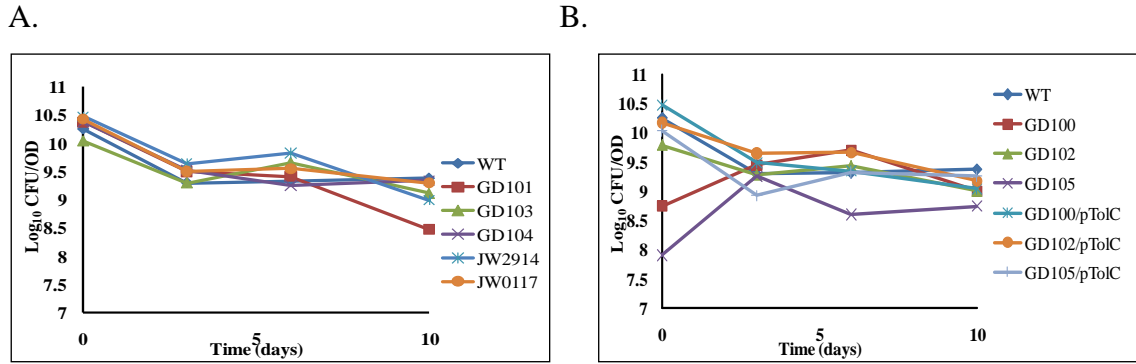 A.
Log10 CFU/OD
11
10.5
10
9.5
9
8.5
8
7.5
7
0
5
10
Time (days)
WT
GD101
GD103
GD104
JW2914
JW0117
B.
Log10 CFU/OD
11
10.5
10
9.5
9
8.5
8
7.5
7
0
5
10
Time (days)
WT
GD100
GD102
GD105
GD100/pTolC
GD102/pTolC
GD105/pTolC